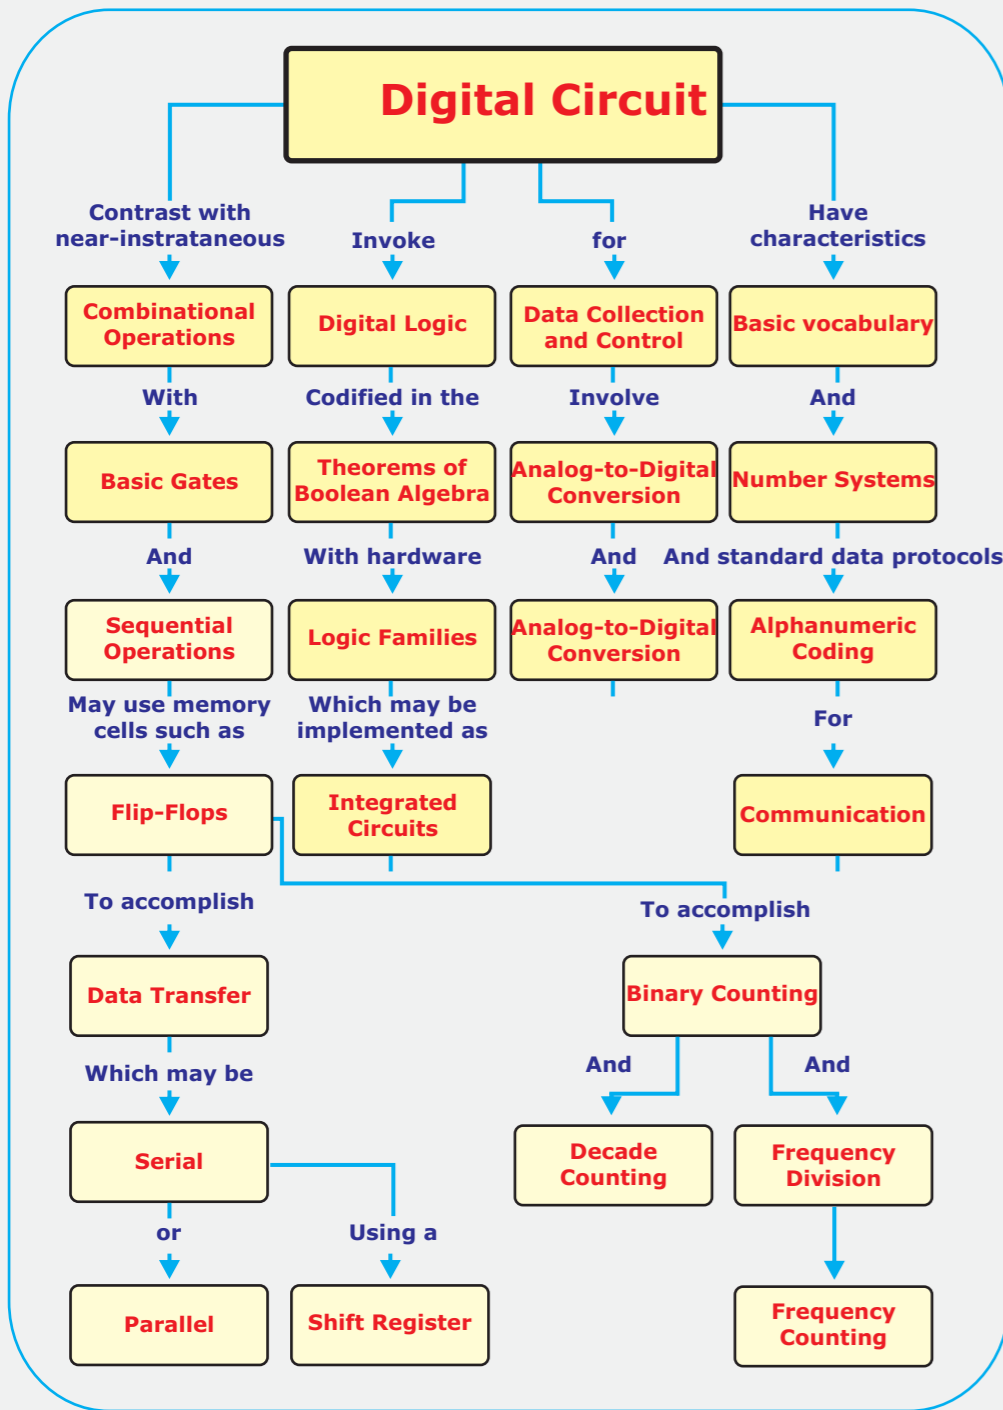 Digital Circuit
Contrast with
near-instrataneous
Invoke
for
Have
characteristics
Combinational
Operations
Digital Logic
Data Collection
and Control
Basic vocabulary
With
Codified in the
Involve
And
Basic Gates
Theorems of
Boolean Algebra
Analog-to-Digital
Conversion
Number Systems
And
With hardware
And
And standard data protocols
Sequential
Operations
Logic Families
Analog-to-Digital
Conversion
Alphanumeric
Coding
May use memory
cells such as
Which may be
implemented as
For
Flip-Flops
Integrated
Circuits
Communication
To accomplish
To accomplish
Data Transfer
Binary Counting
Which may be
And
And
Serial
Decade
Counting
Frequency
Division
or
Using a
Parallel
Shift Register
Frequency
Counting